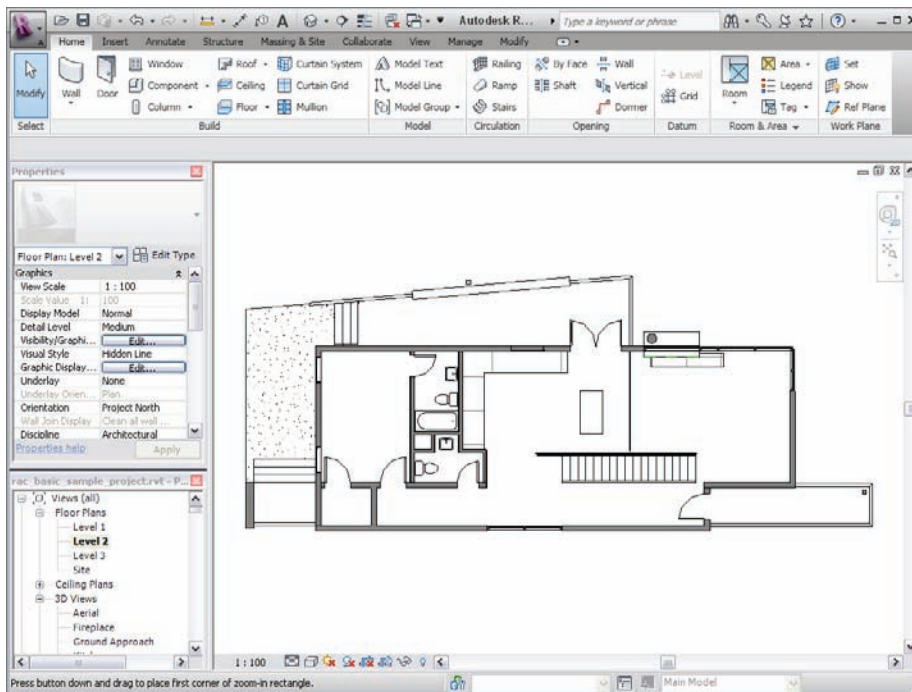 Autodesk R...
Type a keyword or phrase
Home Insert Annotate Structure Massing & Site Collaborate View Manage Modify
Modify
Wall
Door
Window
Component
Column
Roof
Ceiling
Floor
Curtain System
Curtain Grid
Mullion
Model Text
Model Line
Model Group
Railing
Ramp
Stairs
By Face
Shaft
Wall
Vertical
Dormer
Level
Grid
Room
Area
Legend
Tag
Set
Show
Ref Plane
Select Build Model Circulation Opening Datum Room & Area Work Plane
Properties
Floor Plan: Level 2
Edit Type
Graphics
View Scale 1 : 100
Scale Value 1: 100
Display Model Normal
Detail Level Medium
Visibility/Graphi... Edit...
Visual Style Hidden Line
Graphic Display... Edit...
Underlay None
Underlay Orien... Plan
Orientation Project North
Wall Join Display Clean all wall ...
Discipline Architectural
Properties help
Apply
rac_basic_sample_project.rvt - P...
Views (all)
Floor Plans
Level 1
Level 2
Level 3
Site
Ceiling Plans
3D Views
Aerial
Fireplace
Ground Approach
1 : 100
Press button down and drag to place first corner of zoom-in rectangle.
Main Model